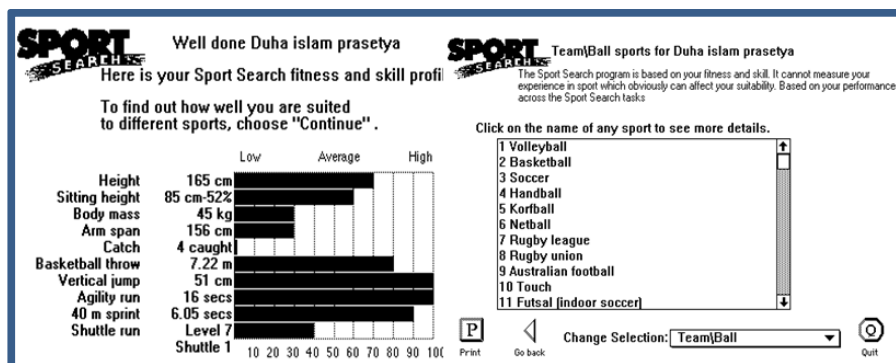 SPORT
SEARCH
Well done Duha islam prasetya
Here is your Sport Search fitness and skill profi
To find out how well you are suited
to different sports, choose "Continue" .
Low Average High
Height 165 cm
Sitting height 85 cm-52%
Body mass 45 kg
Arm span 156 cm
Catch 4 caught
Basketball throw 7.22 m
Vertical jump 51 cm
Agility run 16 secs
40 m sprint 6.05 secs
Shuttle run Level 7
Shuttle 1
10 20 30 40 50 60 70 80 90 100
SPORT
SEARCH
Team\Ball sports for Duha islam prasetya
The Sport Search program is based on your fitness and skill. It cannot measure your
experience in sport which obviously can affect your suitability. Based on your performance
across the Sport Search tasks
Click on the name of any sport to see more details.
1 Volleyball
2 Basketball
3 Soccer
4 Handball
5 Korfball
6 Netball
7 Rugby league
8 Rugby union
9 Australian football
10 Touch
11 Futsal (indoor soccer)
P
Print
Go back
Change Selection: Team\Ball
Q
Quit